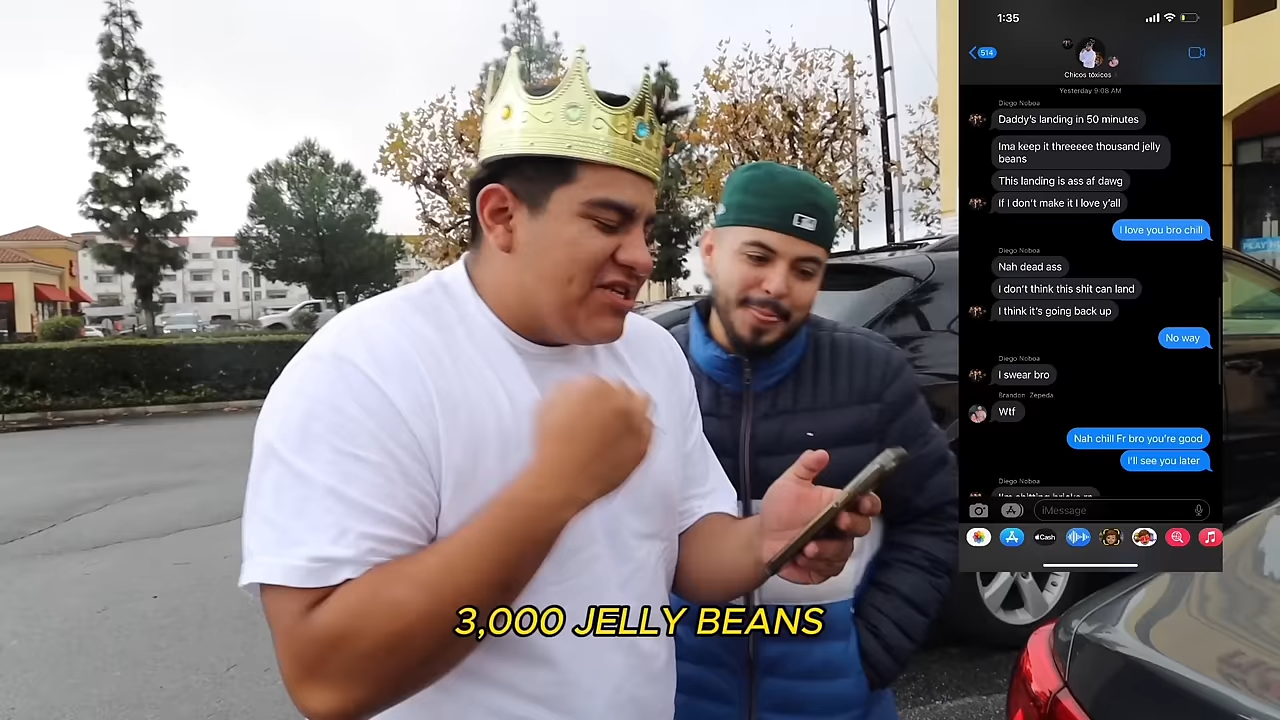 1:35
514
Chicos tóxicos
Yesterday 9:08 AM
Diego Noboa
Daddy's landing in 50 minutes
Ima keep it threeeee thousand jelly
beans
This landing is ass af dawg
If I don't make it I love y'all
I love you bro chill
Diego Noboa
Nah dead ass
I don't think this shit can land
I think it's going back up
No way
Diego Noboa
I swear bro
Brandon Zepeda
Wtf
Nah chill Fr bro you're good
I'll see you later
Diego Noboa
iMessage
Cash
3,000 JELLY BEANS